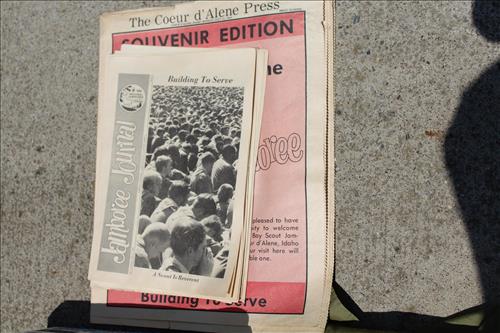 The Coeur d'Alene Press
SOUVENIR EDITION
Building To Serve
Jamboree Journal
A Scout Is Reverent
pleased to have
ity to welcome
Boy Scout Jam-
r d'Alene, Idaho
ur visit here will
ble one.
Building To Serve